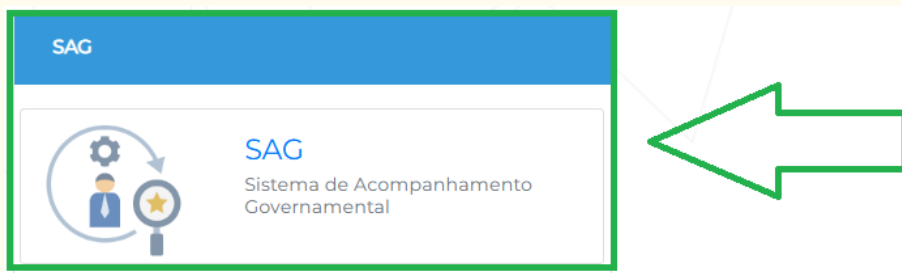 SAG
SAG
Sistema de Acompanhamento
Governamental